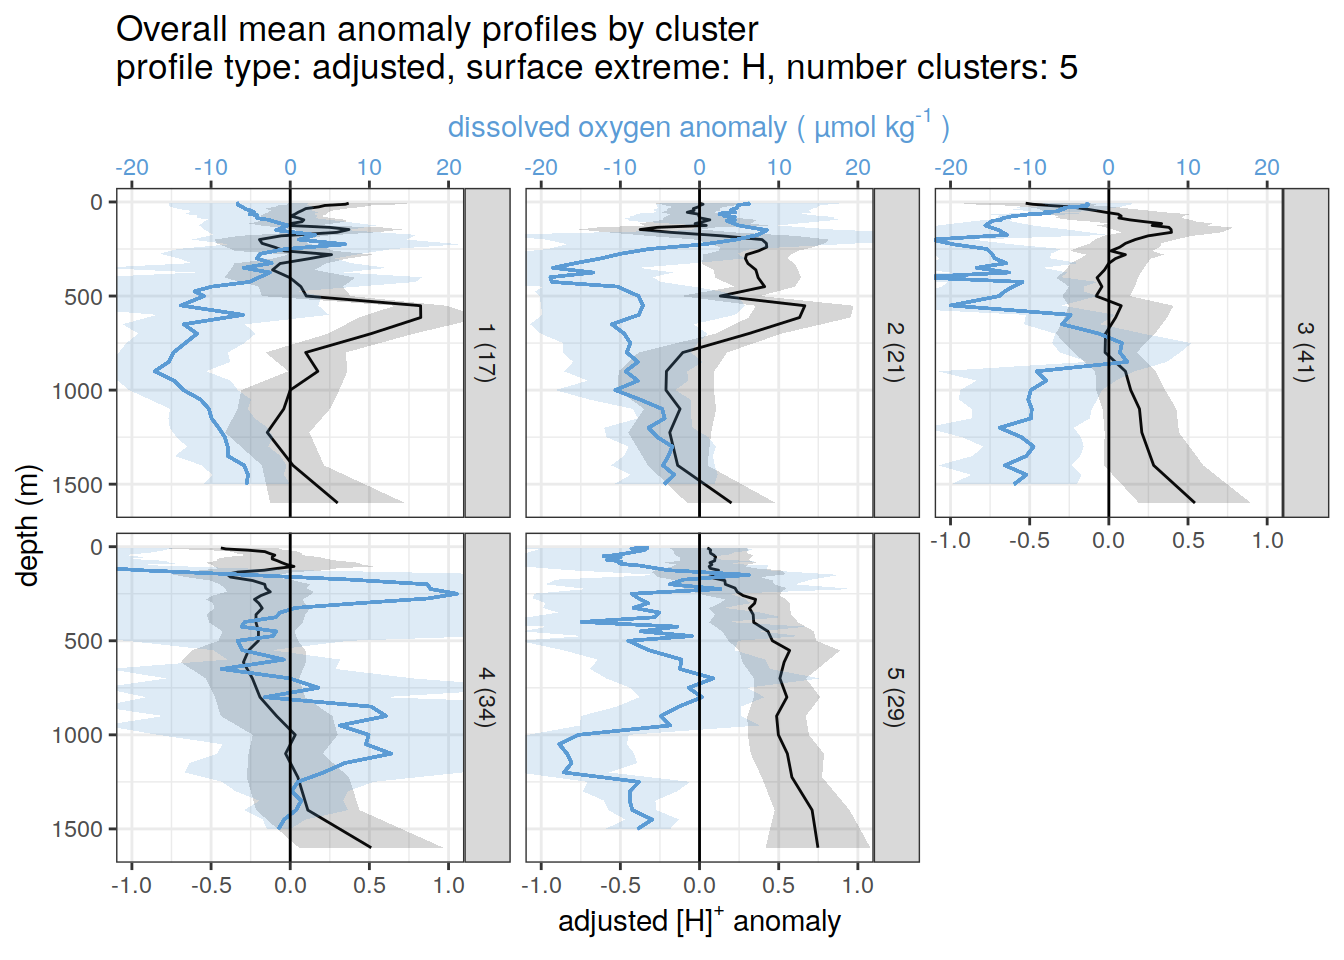 Overall mean anomaly profiles by cluster
profile type: adjusted, surface extreme: H, number clusters: 5
dissolved oxygen anomaly ( µmol kg⁻¹ )
-20 -10 0 10 20 -20 -10 0 10 20 -20 -10 0 10 20
0
500
1000
1500
1 (17)
2 (21)
3 (41)
-1.0 -0.5 0.0 0.5 1.0
depth (m)
0
500
1000
1500
4 (34)
5 (29)
-1.0 -0.5 0.0 0.5 1.0 -1.0 -0.5 0.0 0.5 1.0
adjusted [H]⁺ anomaly